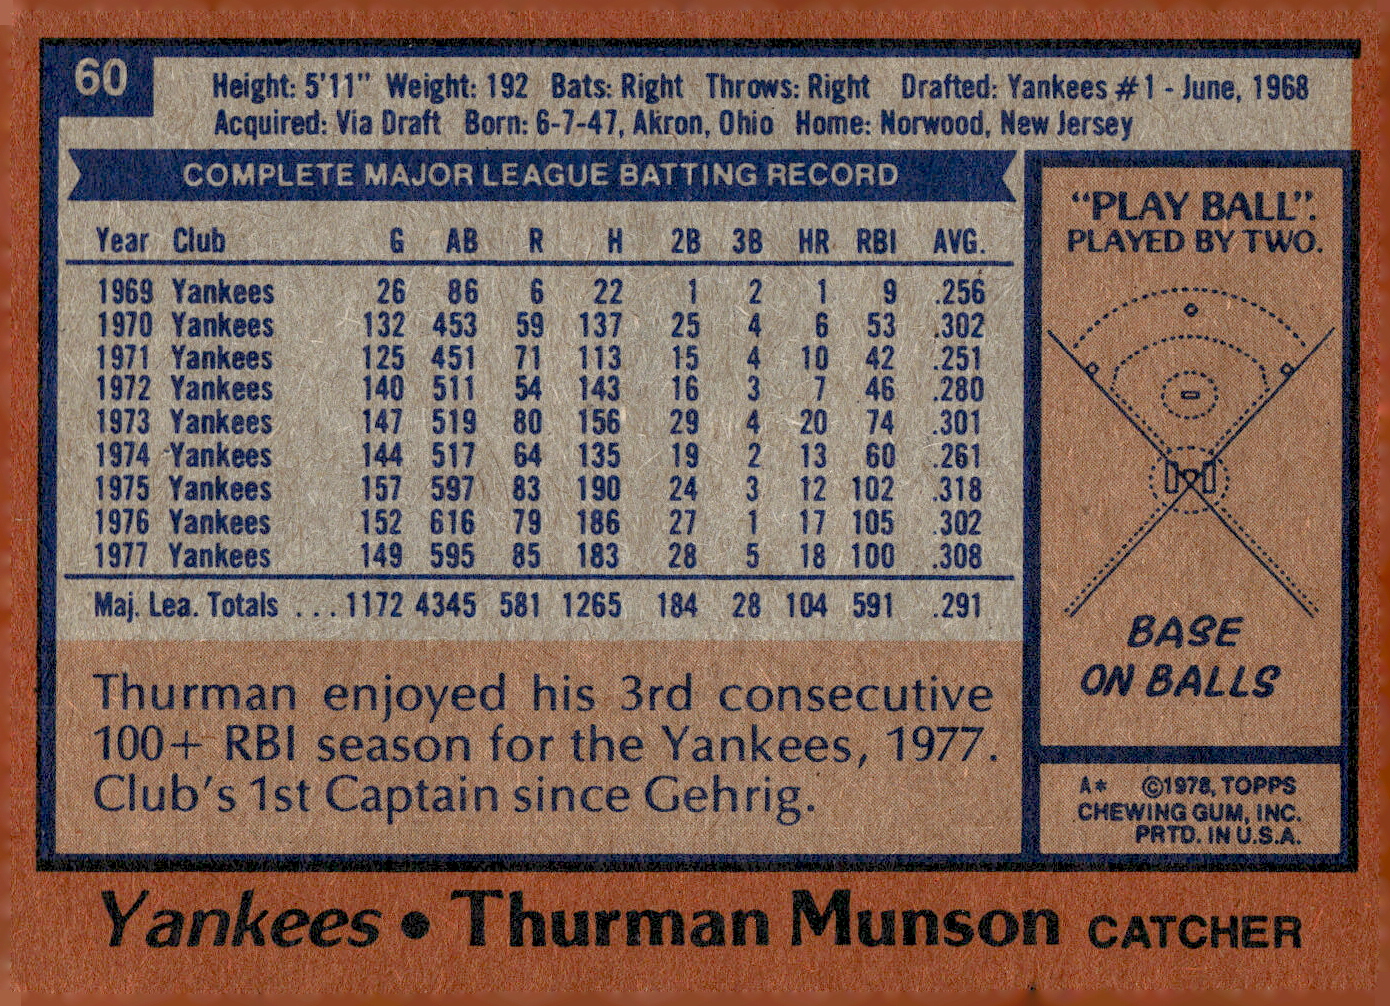 60
Height: 5'11" Weight: 192 Bats: Right Throws: Right Drafted: Yankees #1 - June, 1968
Acquired: Via Draft Born: 6-7-47, Akron, Ohio Home: Norwood, New Jersey
COMPLETE MAJOR LEAGUE BATTING RECORD
Year Club G AB R H 2B 3B HR RBI AVG.
1969 Yankees 26 86 6 22 1 2 1 9 .256
1970 Yankees 132 453 59 137 25 4 6 53 .302
1971 Yankees 125 451 71 113 15 4 10 42 .251
1972 Yankees 140 511 54 143 16 3 7 46 .280
1973 Yankees 147 519 80 156 29 4 20 74 .301
1974 Yankees 144 517 64 135 19 2 13 60 .261
1975 Yankees 157 597 83 190 24 3 12 102 .318
1976 Yankees 152 616 79 186 27 1 17 105 .302
1977 Yankees 149 595 85 183 28 5 18 100 .308
Maj. Lea. Totals ... 1172 4345 581 1265 184 28 104 591 .291
Thurman enjoyed his 3rd consecutive
100+ RBI season for the Yankees, 1977.
Club's 1st Captain since Gehrig.
"PLAY BALL".
PLAYED BY TWO.
BASE
ON BALLS
A* ©1978, TOPPS
CHEWING GUM, INC.
PRTD. IN U.S.A.
Yankees • Thurman Munson CATCHER